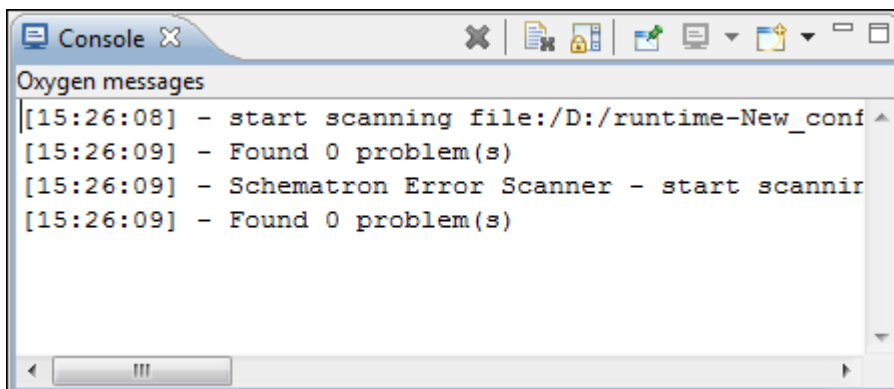 Console
Oxygen messages
[15:26:08] - start scanning file:/D:/runtime-New_conf
[15:26:09] - Found 0 problem(s)
[15:26:09] - Schematron Error Scanner - start scannin
[15:26:09] - Found 0 problem(s)